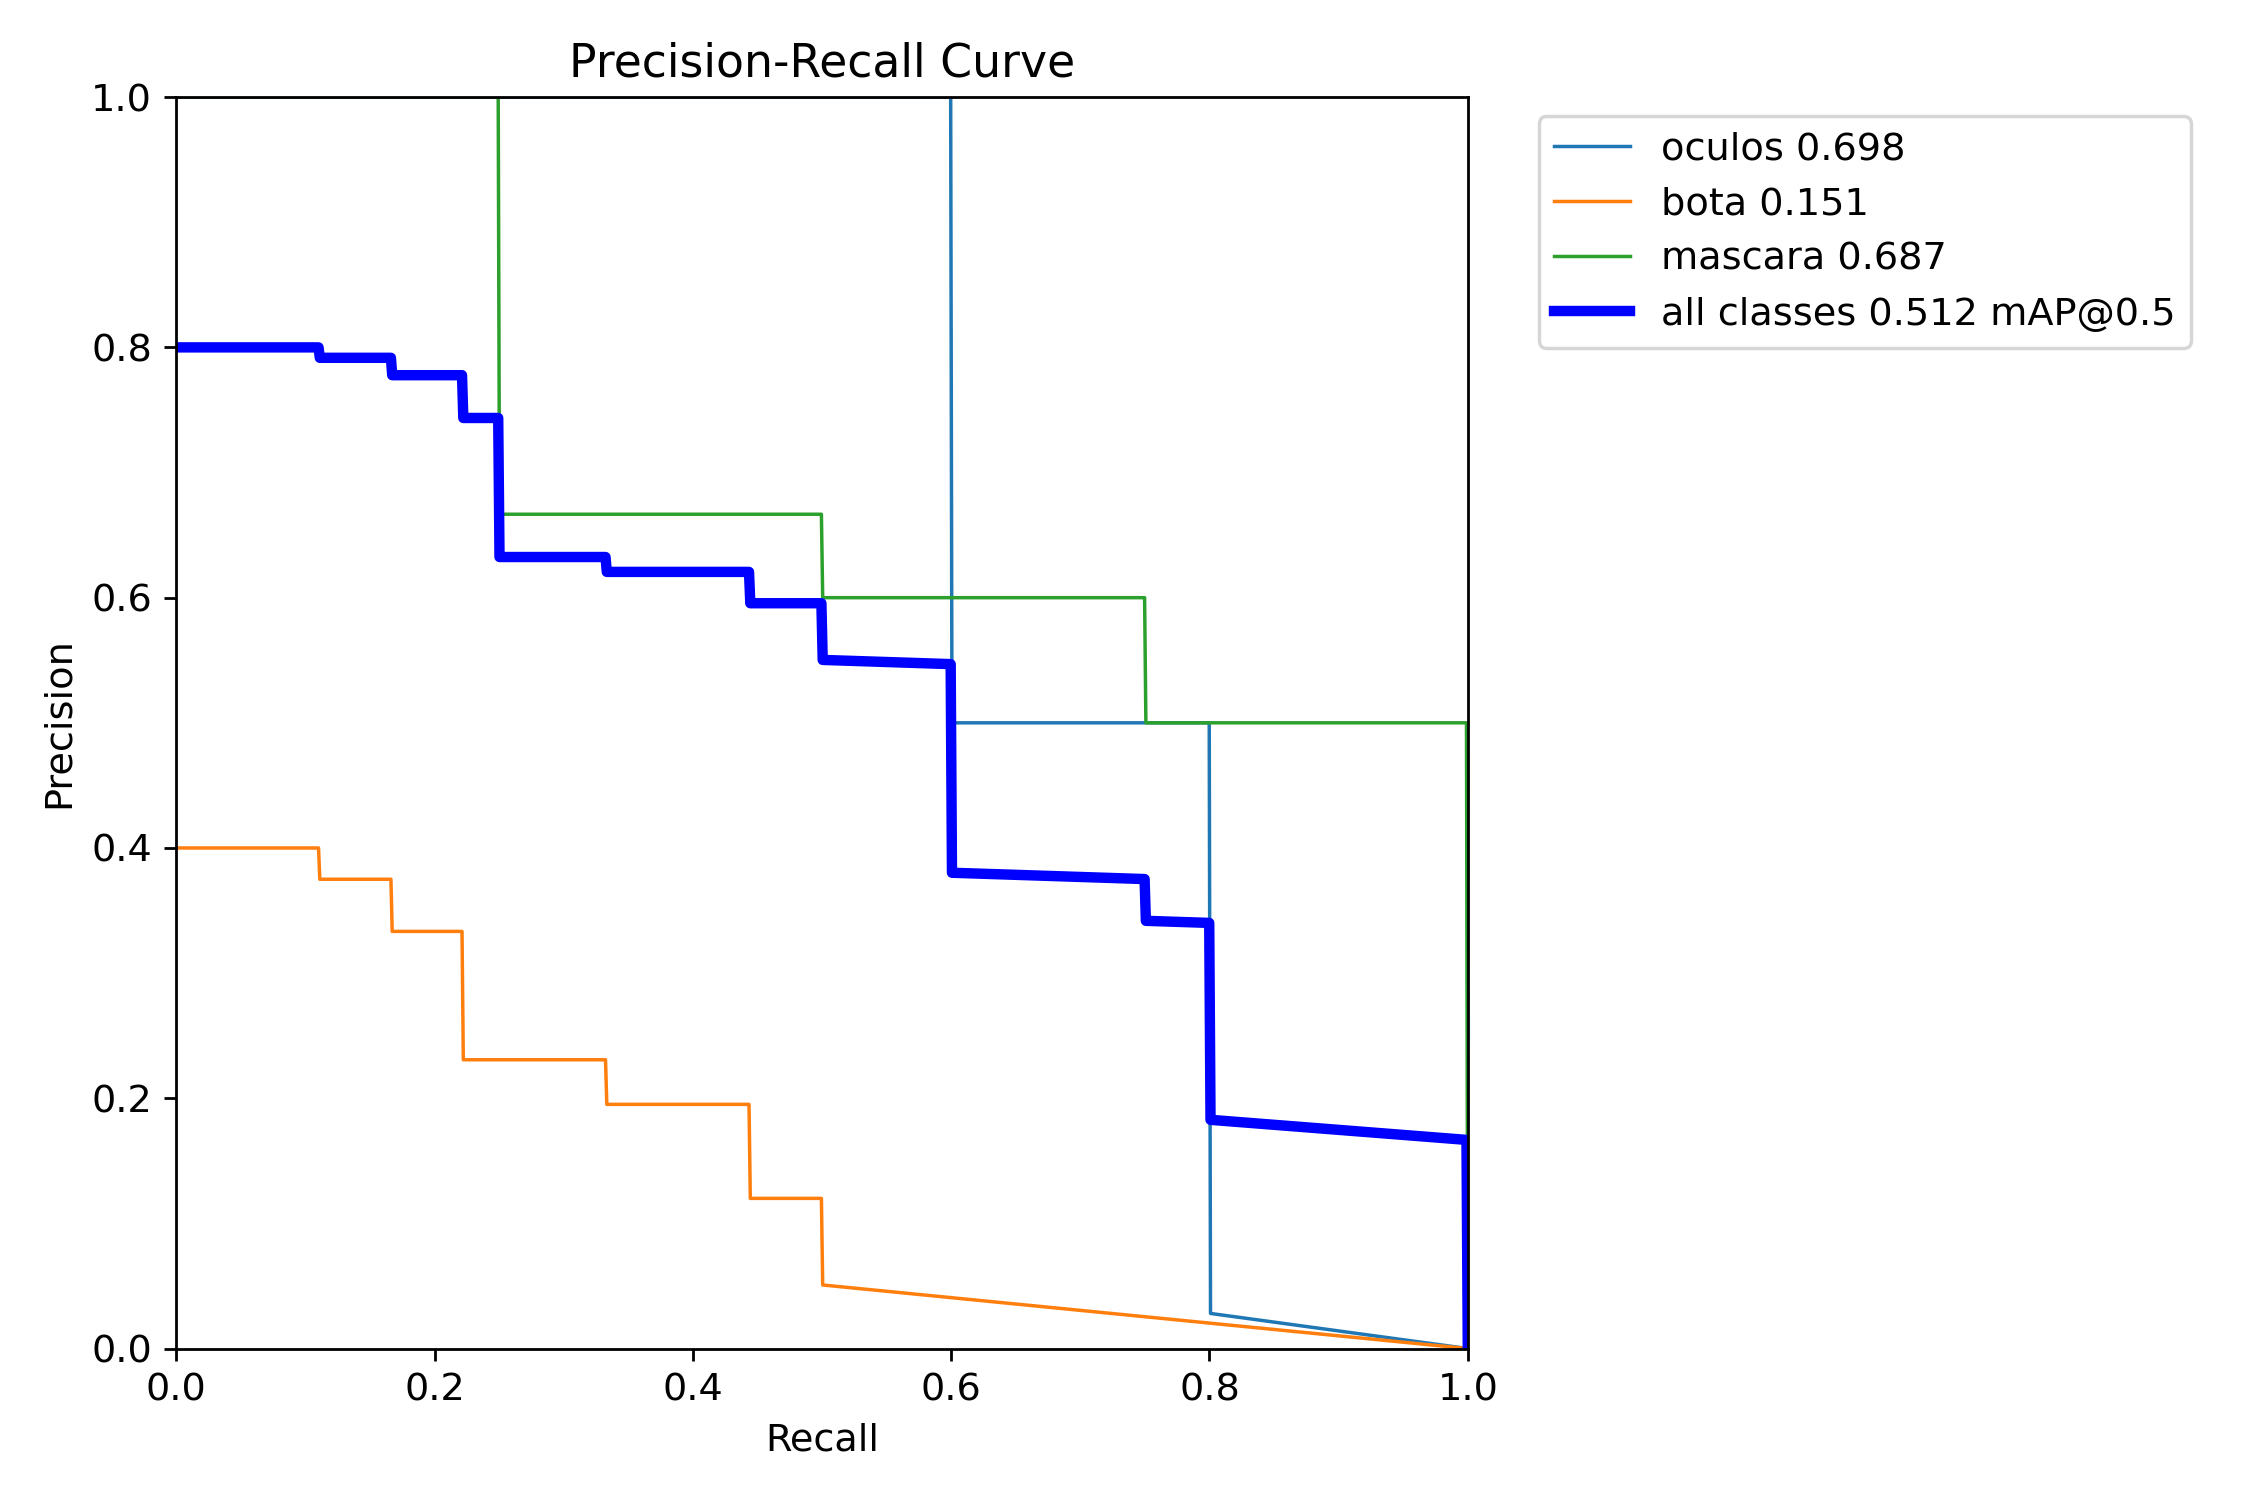 Precision-Recall Curve
1.0
0.8
0.6
0.4
0.2
0.0
Precision
0.0 0.2 0.4 0.6 0.8 1.0
Recall
oculos 0.698
bota 0.151
mascara 0.687
all classes 0.512 mAP@0.5